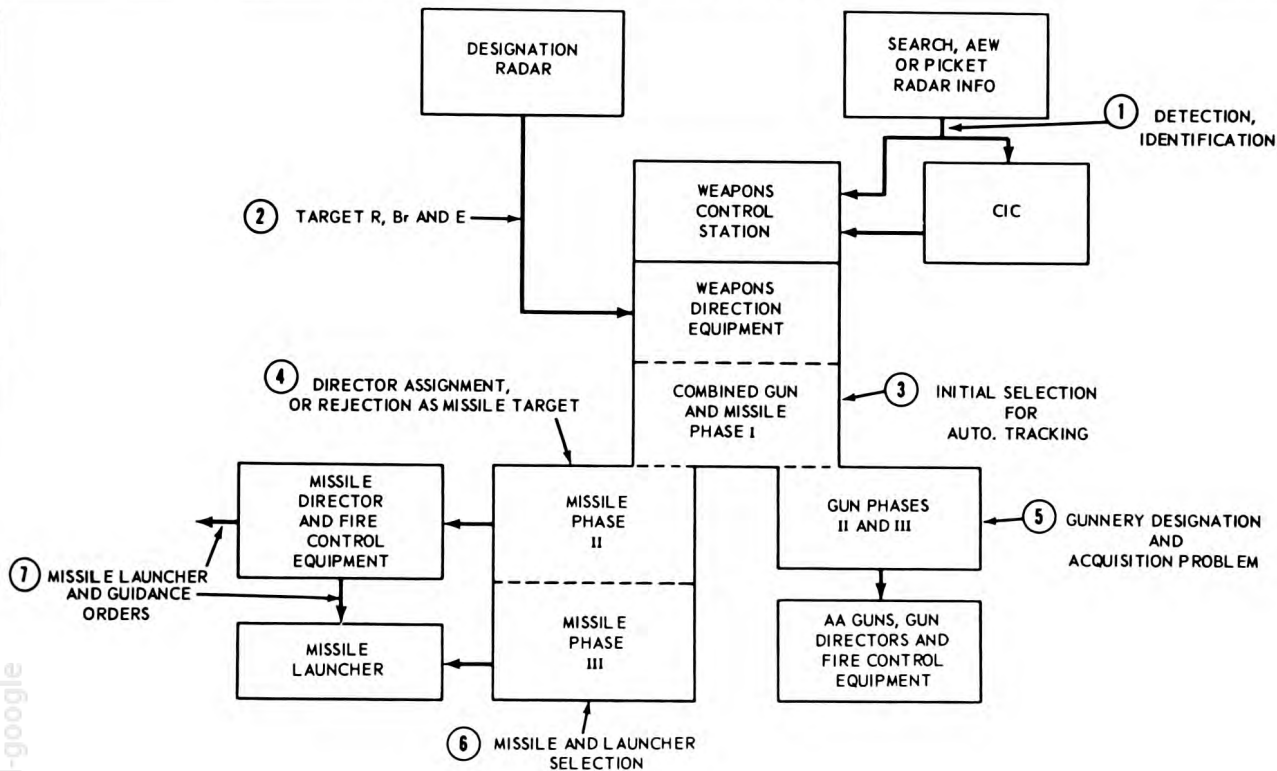 DESIGNATION
RADAR
SEARCH, AEW
OR PICKET
RADAR INFO
1
DETECTION,
IDENTIFICATION
WEAPONS
CONTROL
STATION
CIC
2
TARGET R, Br AND E
WEAPONS
DIRECTION
EQUIPMENT
4
DIRECTOR ASSIGNMENT,
OR REJECTION AS MISSILE TARGET
COMBINED GUN
AND MISSILE
PHASE I
3
INITIAL SELECTION
FOR
AUTO. TRACKING
MISSILE
DIRECTOR
AND FIRE
CONTROL
EQUIPMENT
MISSILE
PHASE
II
GUN PHASES
II AND III
5
GUNNERY DESIGNATION
AND
ACQUISITION PROBLEM
7
MISSILE LAUNCHER
AND GUIDANCE
ORDERS
MISSILE
LAUNCHER
MISSILE
PHASE
III
AA GUNS, GUN
DIRECTORS AND
FIRE CONTROL
EQUIPMENT
6
MISSILE AND LAUNCHER
SELECTION
-google